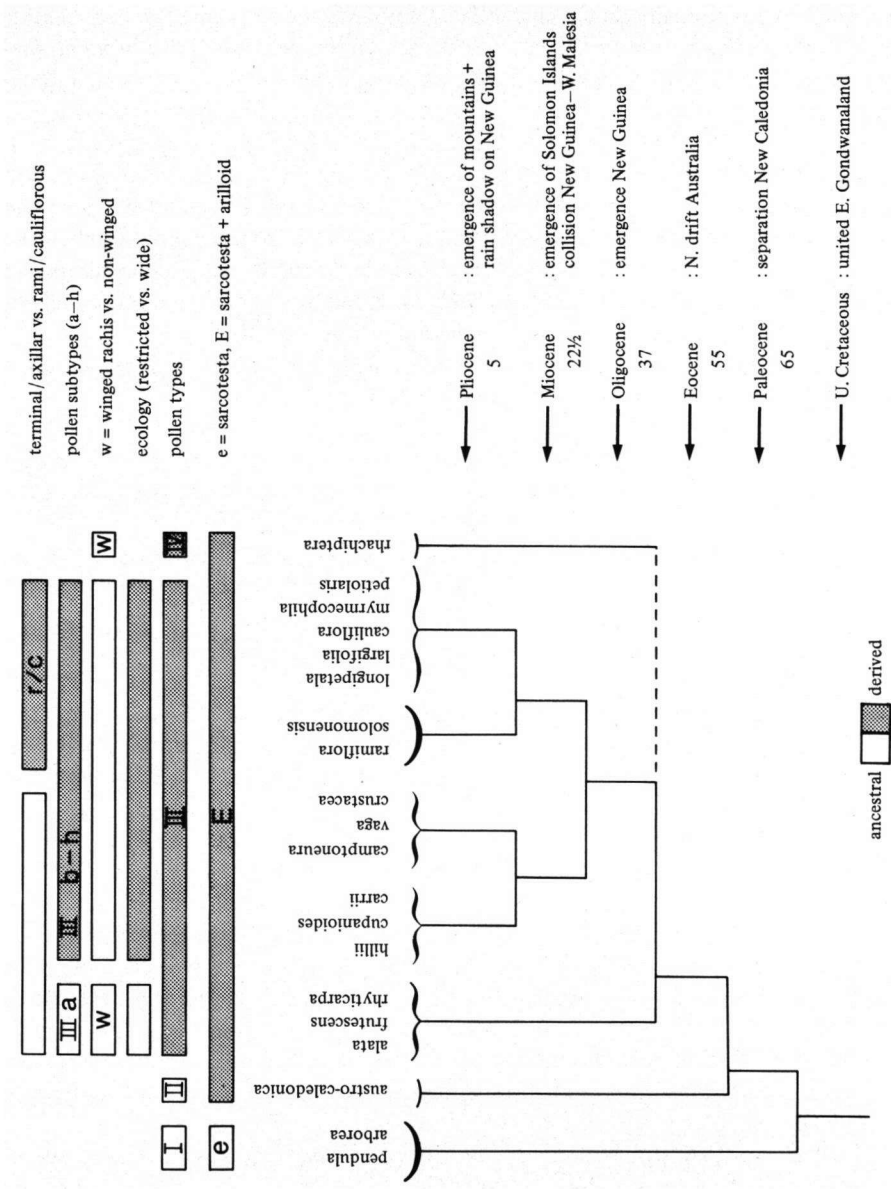 terminal/axillar vs. rami/cauliflorous
pollen subtypes (a–h)
w = winged rachis vs. non-winged
ecology (restricted vs. wide)
pollen types
e = sarcotesta, E = sarcotesta + arilloid
r/c
III a
III b–h
w
w
I
II
III
IV
e
E
pendula
arborea
austro-caledonica
alata
frutescens
rhyticarpa
hillii
cupanioides
carrii
camptoneura
vaga
crustacea
ramiflora
solomonensis
longipetala
largifolia
cauliflora
myrmecophila
petiolaris
rhachiptera
Pliocene : emergence of mountains +
5 rain shadow on New Guinea
Miocene : emergence of Solomon Islands
22½ collision New Guinea–W. Malesia
Oligocene : emergence New Guinea
37
Eocene : N. drift Australia
55
Paleocene : separation New Caledonia
65
U. Cretaceous : united E. Gondwanaland
ancestral derived